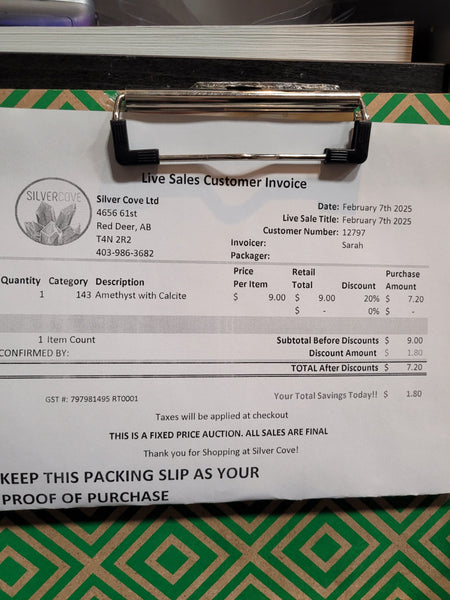 Live Sales Customer Invoice
SILVERCOVE
Silver Cove Ltd
4656 61st
Red Deer, AB
T4N 2R2
403-986-3682
Date: February 7th 2025
Live Sale Title: February 7th 2025
Customer Number: 12797
Invoicer: Sarah
Packager:
Quantity Category Description Price Per Item Retail Total Discount Purchase Amount
1 143 Amethyst with Calcite $ 9.00 $ 9.00 20% $ 7.20
$ - 0% $ -
1 Item Count Subtotal Before Discounts $ 9.00
CONFIRMED BY: Discount Amount $ 1.80
TOTAL After Discounts $ 7.20
GST #: 797981495 RT0001 Your Total Savings Today!! $ 1.80
Taxes will be applied at checkout
THIS IS A FIXED PRICE AUCTION. ALL SALES ARE FINAL
Thank you for Shopping at Silver Cove!
KEEP THIS PACKING SLIP AS YOUR
PROOF OF PURCHASE